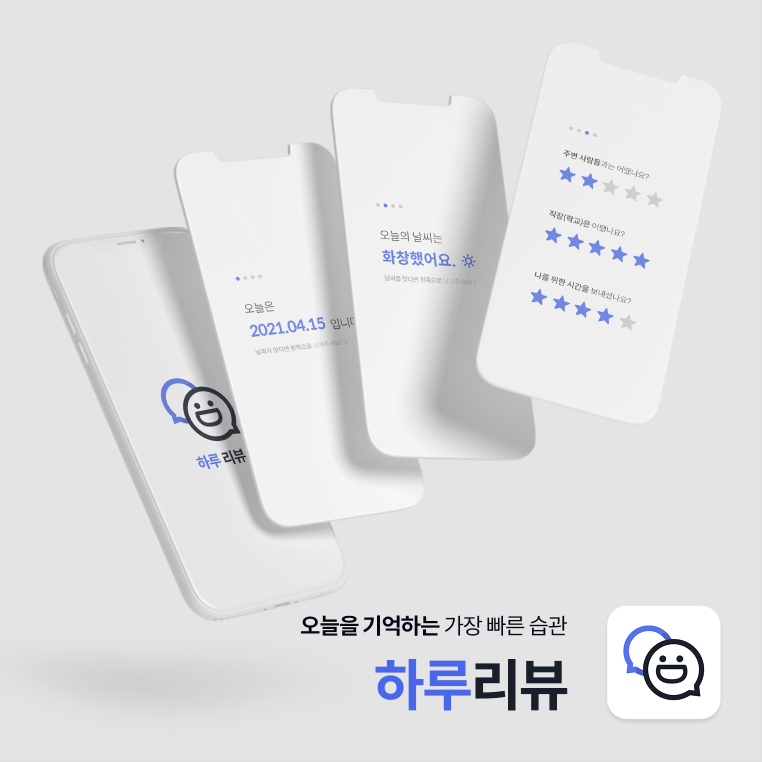 하루 리뷰
오늘은
2021.04.15 입니다
오늘의 날씨는
화창했어요.
주변 사람들과는 어땠나요?
직장(학교)은 어땠나요?
나를 위한 시간을 보내셨나요?
오늘을 기억하는 가장 빠른 습관
하루리뷰